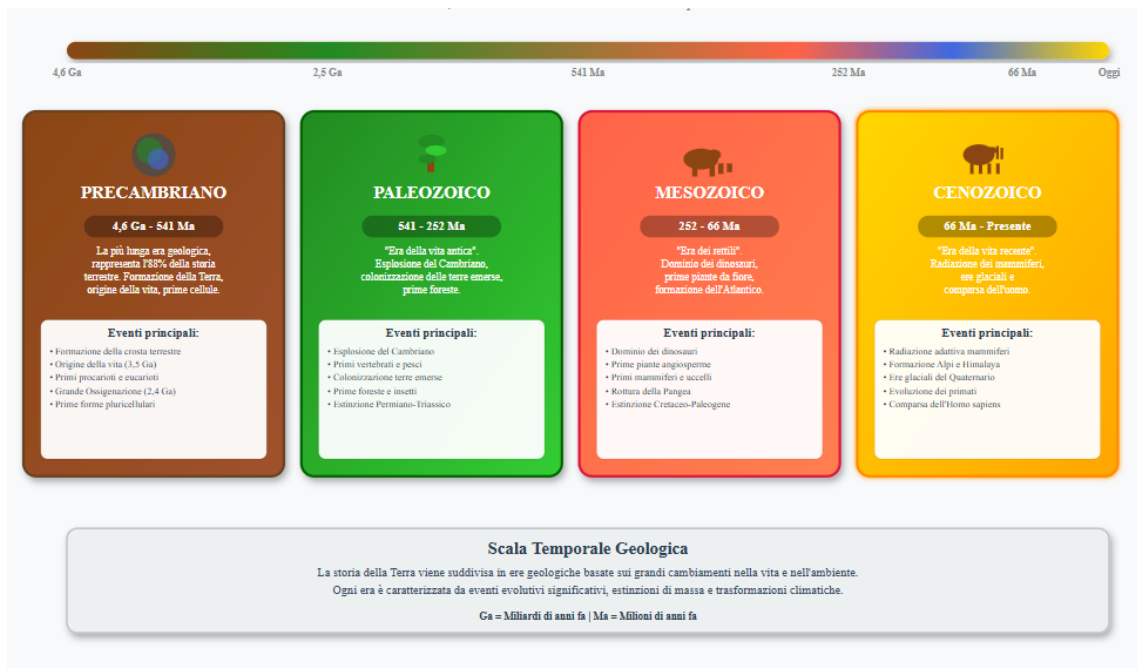 4,6 Ga
2,5 Ga
541 Ma
252 Ma
66 Ma
Oggi
PRECAMBRIANO
4,6 Ga - 541 Ma
La più lunga era geologica,
rappresenta l'88% della storia
terrestre. Formazione della Terra,
origine della vita, prime cellule.
Eventi principali:
• Formazione della crosta terrestre
• Origine della vita (3,5 Ga)
• Primi procarioti e eucarioti
• Grande Ossigenazione (2,4 Ga)
• Prime forme pluricellulari
PALEOZOICO
541 - 252 Ma
"Era della vita antica".
Esplosione del Cambriano,
colonizzazione delle terre emerse,
prime foreste.
Eventi principali:
• Esplosione del Cambriano
• Primi vertebrati e pesci
• Colonizzazione terre emerse
• Prime foreste e insetti
• Estinzione Permiano-Triassico
MESOZOICO
252 - 66 Ma
"Era dei rettili".
Dominio dei dinosauri,
prime piante da fiore,
formazione dell'Atlantico.
Eventi principali:
• Dominio dei dinosauri
• Prime piante angiosperme
• Primi mammiferi e uccelli
• Rottura della Pangea
• Estinzione Cretaceo-Paleogene
CENOZOICO
66 Ma - Presente
"Era della vita recente".
Radiazione dei mammiferi,
ere glaciali e
comparsa dell'uomo.
Eventi principali:
• Radiazione adattiva mammiferi
• Formazione Alpi e Himalaya
• Ere glaciali del Quaternario
• Evoluzione dei primati
• Comparsa dell'Homo sapiens
Scala Temporale Geologica
La storia della Terra viene suddivisa in ere geologiche basate sui grandi cambiamenti nella vita e nell'ambiente.
Ogni era è caratterizzata da eventi evolutivi significativi, estinzioni di massa e trasformazioni climatiche.
Ga = Miliardi di anni fa | Ma = Milioni di anni fa